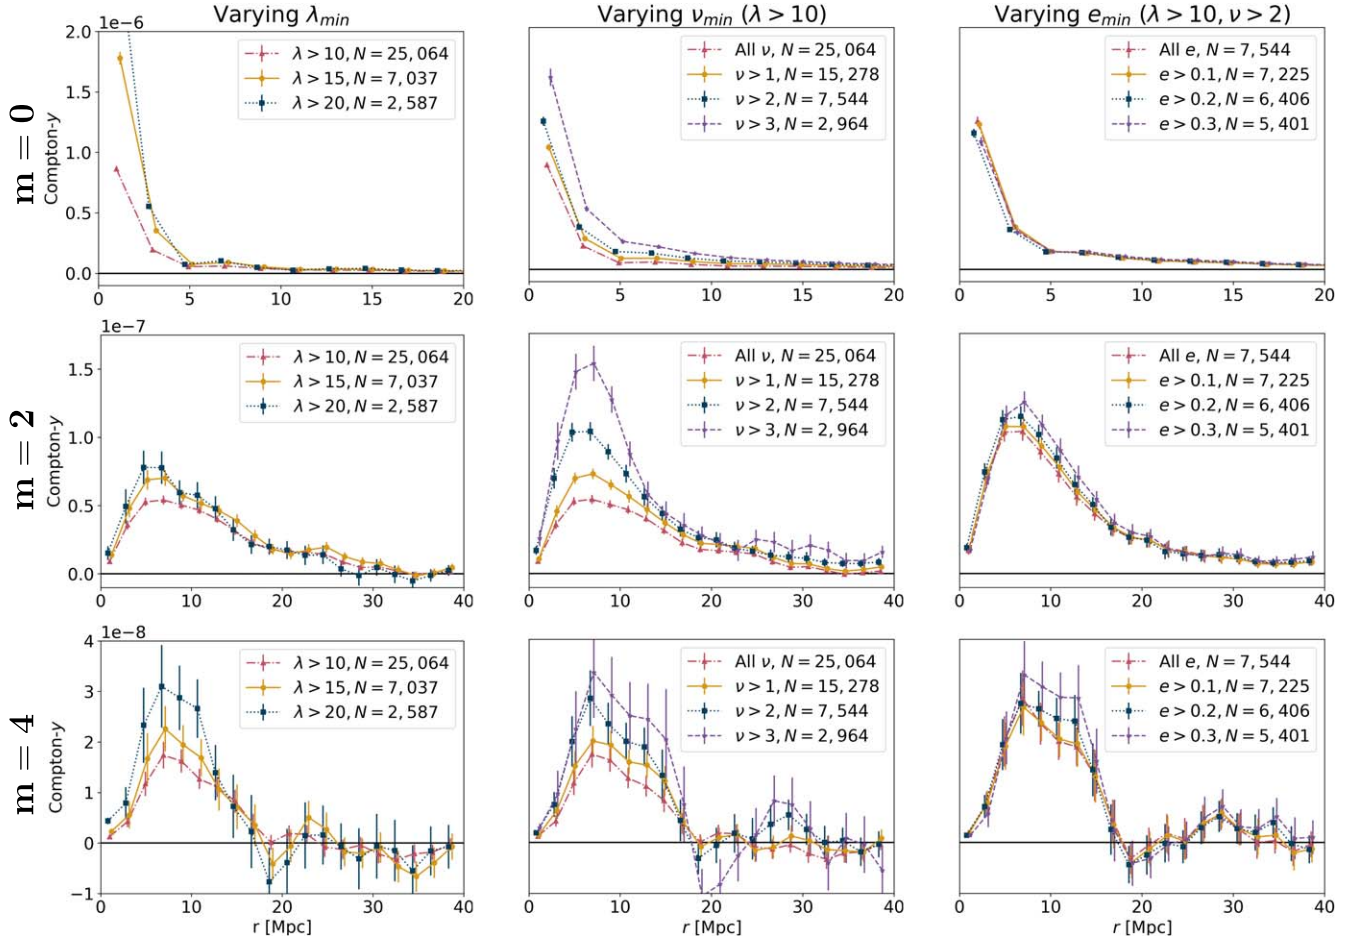 Varying λmin
Varying νmin (λ > 10)
Varying emin (λ > 10, ν > 2)
m = 0
Compton-y
1e−6
2.0
1.5
1.0
0.5
0.0
0 5 10 15 20
λ > 10, N = 25, 064
λ > 15, N = 7, 037
λ > 20, N = 2, 587
0 5 10 15 20
All ν, N = 25, 064
ν > 1, N = 15, 278
ν > 2, N = 7, 544
ν > 3, N = 2, 964
0 5 10 15 20
All e, N = 7, 544
e > 0.1, N = 7, 225
e > 0.2, N = 6, 406
e > 0.3, N = 5, 401
m = 2
Compton-y
1e−7
1.5
1.0
0.5
0.0
0 10 20 30 40
λ > 10, N = 25, 064
λ > 15, N = 7, 037
λ > 20, N = 2, 587
0 10 20 30 40
All ν, N = 25, 064
ν > 1, N = 15, 278
ν > 2, N = 7, 544
ν > 3, N = 2, 964
0 10 20 30 40
All e, N = 7, 544
e > 0.1, N = 7, 225
e > 0.2, N = 6, 406
e > 0.3, N = 5, 401
m = 4
Compton-y
1e−8
4
3
2
1
0
−1
0 10 20 30 40
r [Mpc]
λ > 10, N = 25, 064
λ > 15, N = 7, 037
λ > 20, N = 2, 587
0 10 20 30 40
r [Mpc]
All ν, N = 25, 064
ν > 1, N = 15, 278
ν > 2, N = 7, 544
ν > 3, N = 2, 964
0 10 20 30 40
r [Mpc]
All e, N = 7, 544
e > 0.1, N = 7, 225
e > 0.2, N = 6, 406
e > 0.3, N = 5, 401